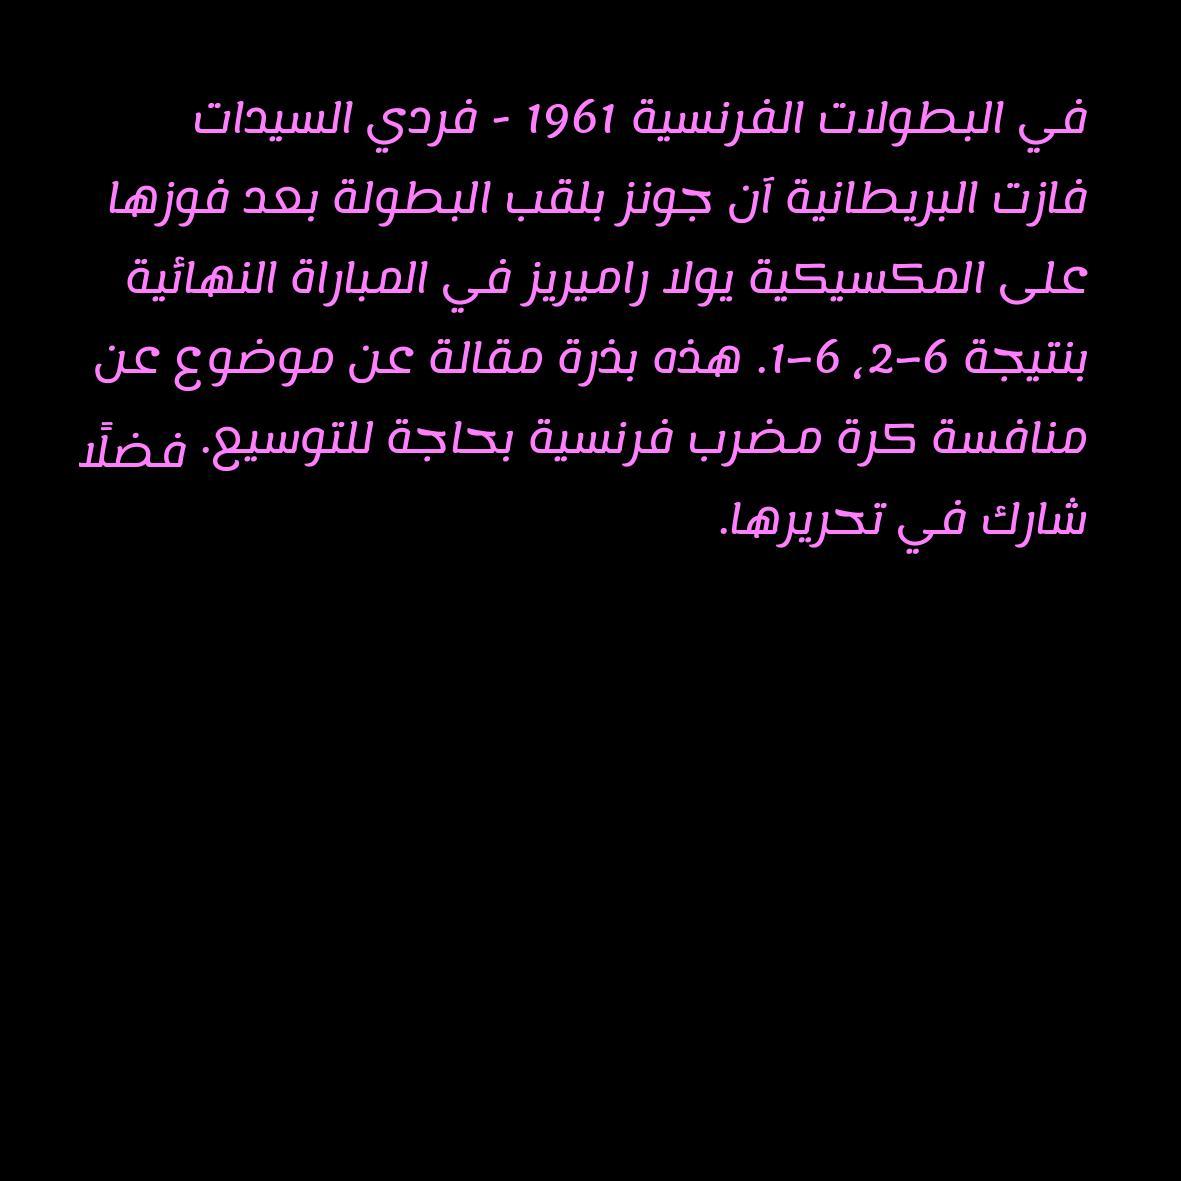 في البطولات الفرنسية 1961 - فردي السيدات
فازت البريطانية آن جونز بلقب البطولة بعد فوزها
على المكسيكية يولا راميريز في المباراة النهائية
بنتيجة 6–2، 6–1. هذه بذرة مقالة عن موضوع عن
منافسة كرة مضرب فرنسية بحاجة للتوسيع. فضلًا
شارك في تحريرها.